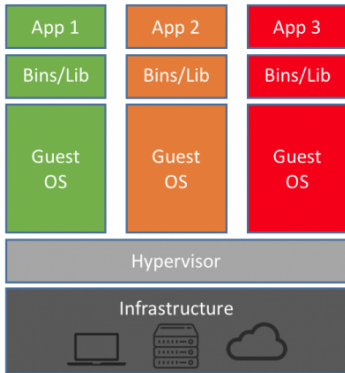 App 1
App 2
App 3
Bins/Lib
Bins/Lib
Bins/Lib
Guest
OS
Guest
OS
Guest
OS
Hypervisor
Infrastructure